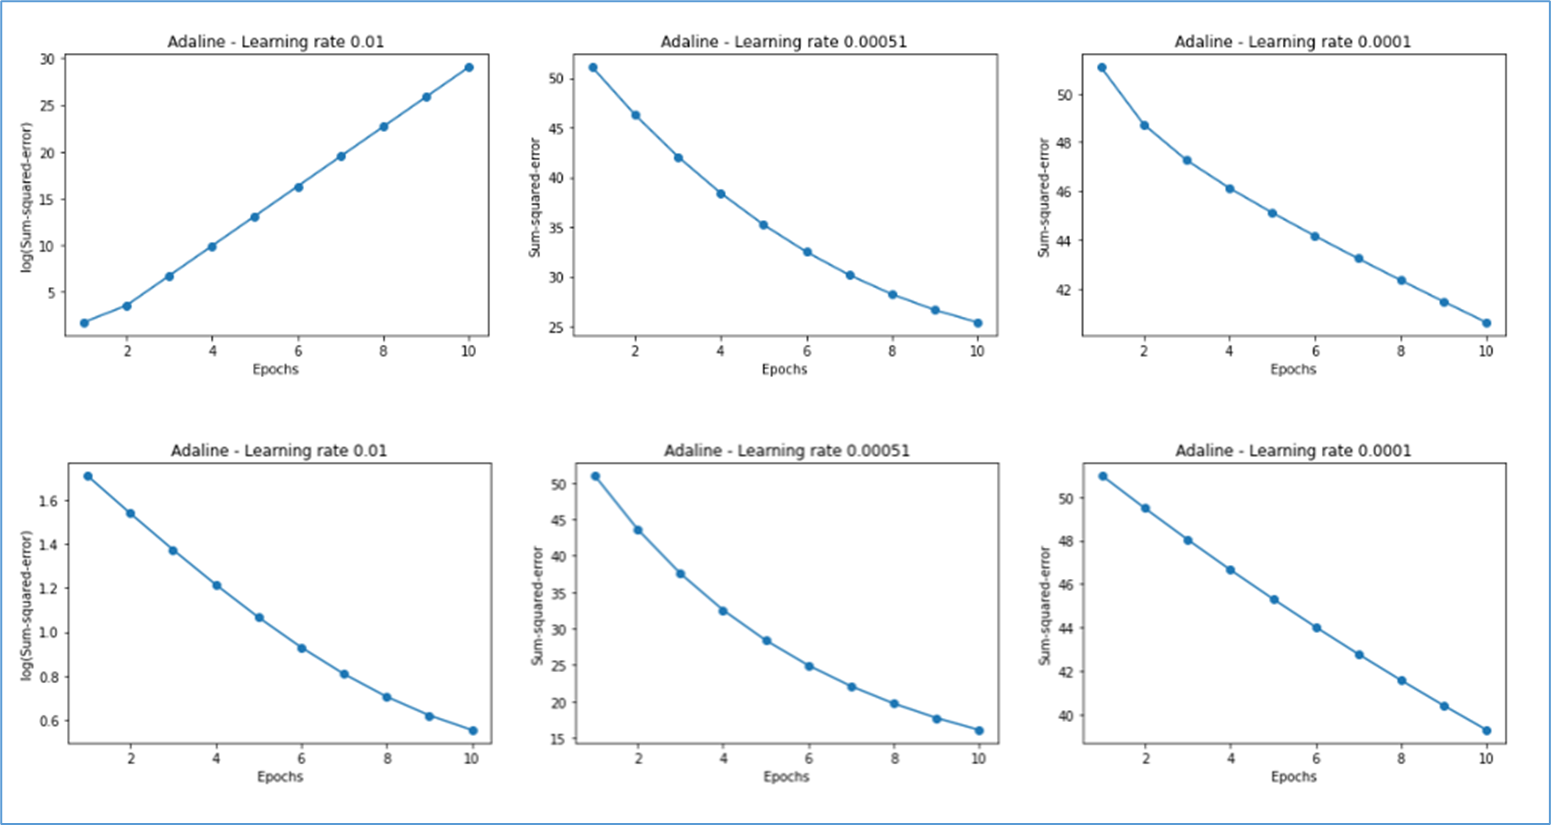 Adaline - Learning rate 0.01
30
25
20
15
10
5
log(Sum-squared-error)
2 4 6 8 10
Epochs
Adaline - Learning rate 0.00051
50
45
40
35
30
25
Sum-squared-error
2 4 6 8 10
Epochs
Adaline - Learning rate 0.0001
50
48
46
44
42
Sum-squared-error
2 4 6 8 10
Epochs
Adaline - Learning rate 0.01
1.6
1.4
1.2
1.0
0.8
0.6
log(Sum-squared-error)
2 4 6 8 10
Epochs
Adaline - Learning rate 0.00051
50
45
40
35
30
25
20
15
Sum-squared-error
2 4 6 8 10
Epochs
Adaline - Learning rate 0.0001
50
48
46
44
42
40
Sum-squared-error
2 4 6 8 10
Epochs